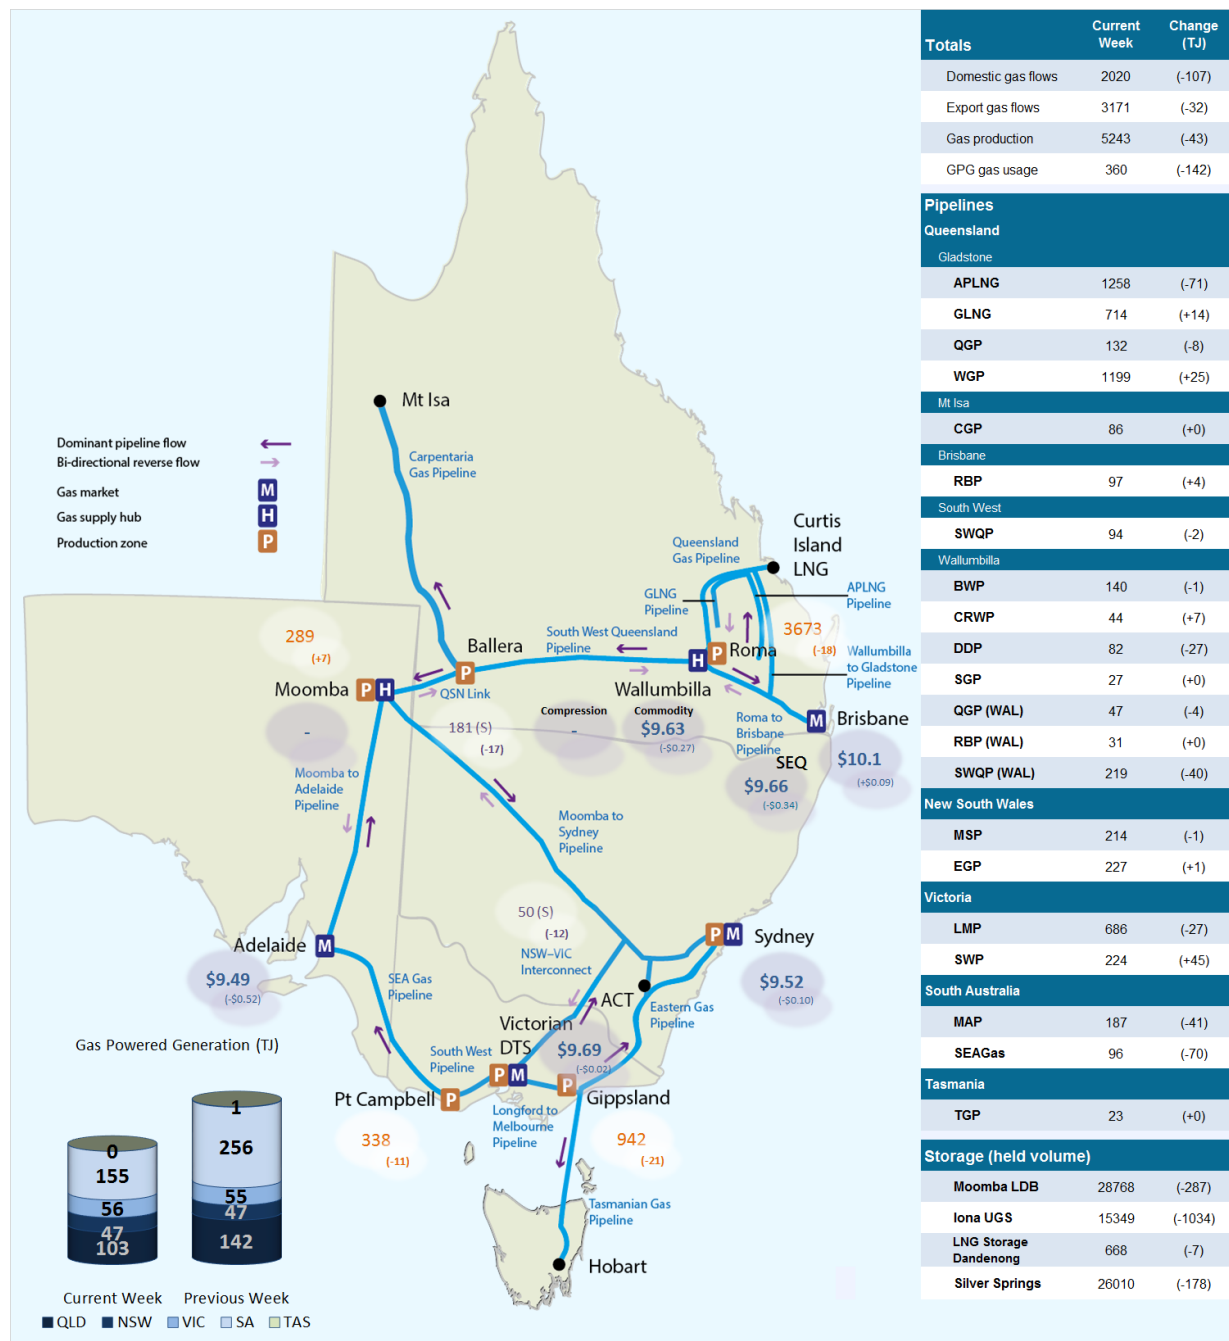 Mt Isa
Dominant pipeline flow
Bi-directional reverse flow
Gas market M
Gas supply hub H
Production zone P
Carpentaria
Gas Pipeline
Curtis
Island
LNG
Queensland
Gas Pipeline
GLNG
Pipeline
APLNG
Pipeline
289
(+7)
Ballera
P
South West Queensland
Pipeline
3673
(-18)
H P Roma
Wallumbilla
Wallumbilla
to Gladstone
Pipeline
Moomba P H
QSN Link
-
181 (S)
(-17)
Compression
-
Commodity
$9.63
(-$0.27)
Roma to
Brisbane
Pipeline
M Brisbane
$10.1
(+$0.09)
SEQ
$9.66
(-$0.34)
Moomba to
Adelaide
Pipeline
Moomba to
Sydney
Pipeline
50 (S)
(-12)
NSW–VIC
Interconnect
Adelaide M
$9.49
(-$0.52)
SEA Gas
Pipeline
P M Sydney
$9.52
(-$0.10)
ACT
Eastern Gas
Pipeline
Victorian
DTS
P M
$9.69
(-$0.02)
South West
Pipeline
Pt Campbell P
338
(-11)
P
Gippsland
942
(-21)
Longford to
Melbourne
Pipeline
Tasmanian Gas
Pipeline
Hobart
Gas Powered Generation (TJ)
0
155
56
47
103
1
256
55
47
142
Current Week Previous Week
QLD NSW VIC SA TAS
Totals Current Week Change (TJ)
Domestic gas flows 2020 (-107)
Export gas flows 3171 (-32)
Gas production 5243 (-43)
GPG gas usage 360 (-142)
Pipelines
Queensland
Gladstone
APLNG 1258 (-71)
GLNG 714 (+14)
QGP 132 (-8)
WGP 1199 (+25)
Mt Isa
CGP 86 (+0)
Brisbane
RBP 97 (+4)
South West
SWQP 94 (-2)
Wallumbilla
BWP 140 (-1)
CRWP 44 (+7)
DDP 82 (-27)
SGP 27 (+0)
QGP (WAL) 47 (-4)
RBP (WAL) 31 (+0)
SWQP (WAL) 219 (-40)
New South Wales
MSP 214 (-1)
EGP 227 (+1)
Victoria
LMP 686 (-27)
SWP 224 (+45)
South Australia
MAP 187 (-41)
SEAGas 96 (-70)
Tasmania
TGP 23 (+0)
Storage (held volume)
Moomba LDB 28768 (-287)
Iona UGS 15349 (-1034)
LNG Storage Dandenong 668 (-7)
Silver Springs 26010 (-178)